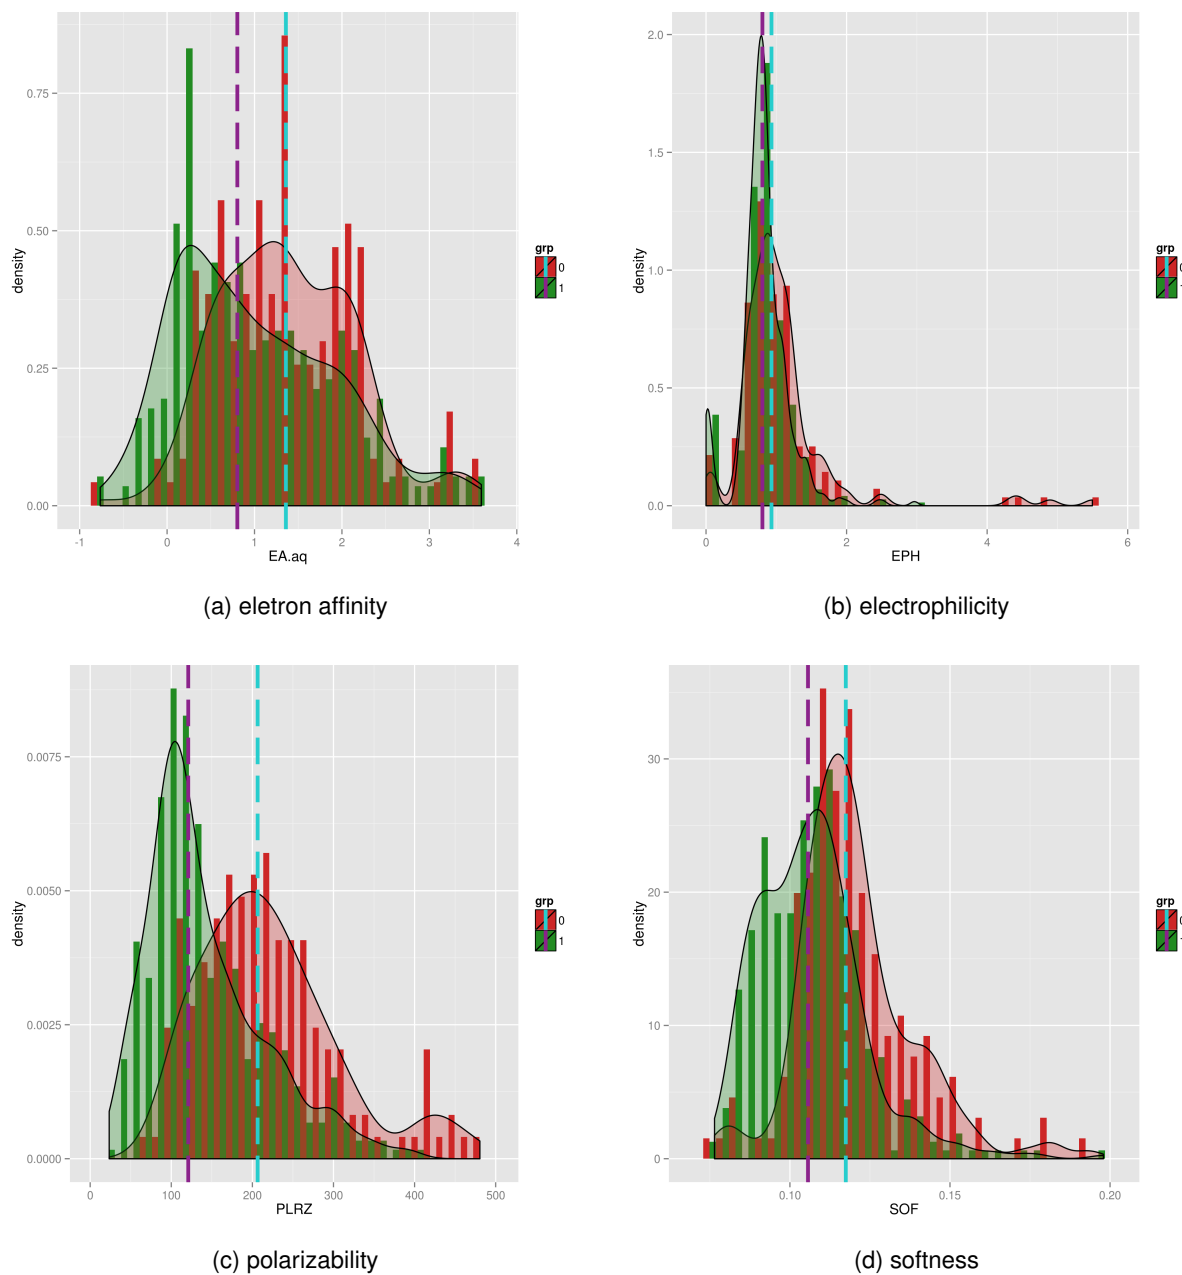 density
0.75
0.50
0.25
0.00
-1 0 1 2 3 4
EA.aq
grp
0
1
(a) eletron affinity
density
2.0
1.5
1.0
0.5
0.0
0 2 4 6
EPH
grp
(b) electrophilicity
density
0.0075
0.0050
0.0025
0.0000
0 100 200 300 400 500
PLRZ
grp
0
1
(c) polarizability
density
30
20
10
0
0.10 0.15 0.20
SOF
grp
(d) softness